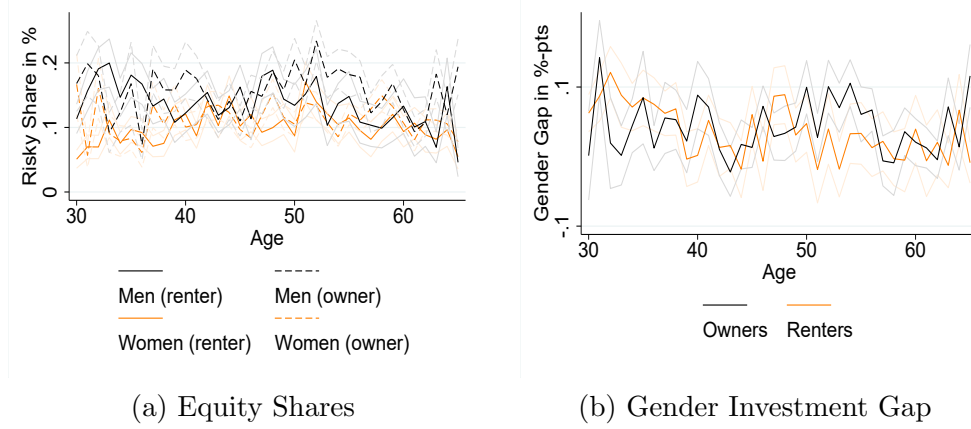 Risky Share in %
.2
.1
0
30
40
50
60
Age
Men (renter)
Men (owner)
Women (renter)
Women (owner)
(a) Equity Shares
Gender Gap in %-pts
.1
-.1
30
40
50
60
Age
Owners
Renters
(b) Gender Investment Gap